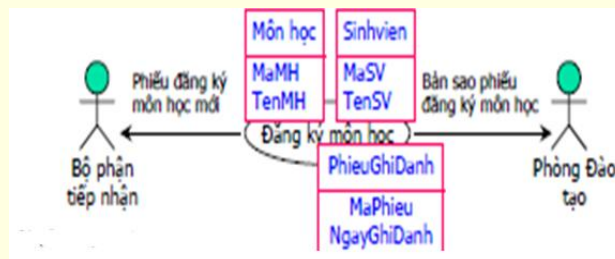 Môn học
MaMH
TenMH
Sinhvien
MaSV
TenSV
Phiếu đăng ký
môn học mới
Bản sao phiếu
đăng ký môn học
Đăng ký môn học
Bộ phận
tiếp nhận
Phòng Đào
tạo
PhieuGhiDanh
MaPhieu
NgayGhiDanh